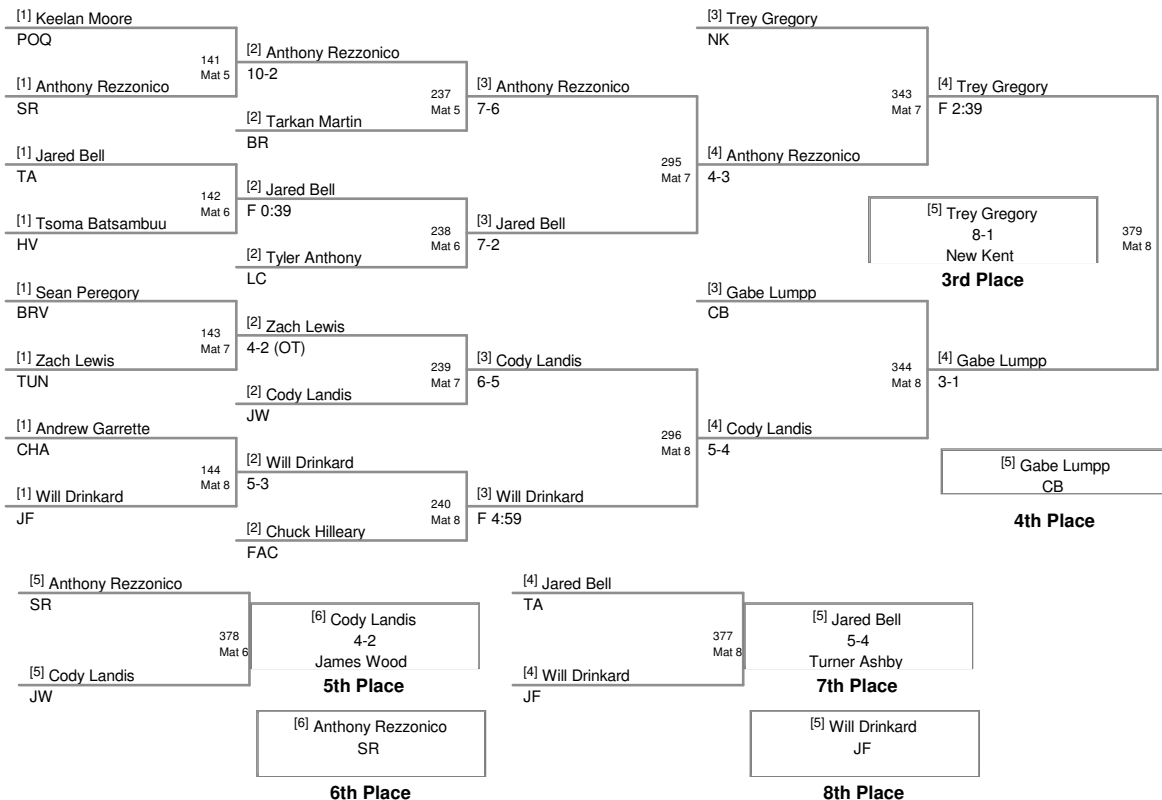 [1] Keelan Moore
POQ
141
Mat 5
[1] Anthony Rezzonico
SR
[2] Anthony Rezzonico
10-2
237
Mat 5
[2] Tarkan Martin
BR
[3] Anthony Rezzonico
7-6
[1] Jared Bell
TA
142
Mat 6
[1] Tsoma Batsambuu
HV
[2] Jared Bell
F 0:39
238
Mat 6
[2] Tyler Anthony
LC
[3] Jared Bell
7-2
295
Mat 7
[4] Anthony Rezzonico
4-3
[3] Trey Gregory
NK
343
Mat 7
[4] Trey Gregory
F 2:39
[5] Trey Gregory
8-1
New Kent
3rd Place
379
Mat 8
[1] Sean Peregory
BRV
143
Mat 7
[1] Zach Lewis
TUN
[2] Zach Lewis
4-2 (OT)
239
Mat 7
[2] Cody Landis
JW
[3] Cody Landis
6-5
[1] Andrew Garrette
CHA
144
Mat 8
[1] Will Drinkard
JF
[2] Will Drinkard
5-3
240
Mat 8
[2] Chuck Hilleary
FAC
[3] Will Drinkard
F 4:59
296
Mat 8
[4] Cody Landis
5-4
[3] Gabe Lumpp
CB
344
Mat 8
[4] Gabe Lumpp
3-1
[5] Gabe Lumpp
CB
4th Place
[5] Anthony Rezzonico
SR
378
Mat 6
[5] Cody Landis
JW
[6] Cody Landis
4-2
James Wood
5th Place
[6] Anthony Rezzonico
SR
6th Place
[4] Jared Bell
TA
377
Mat 8
[4] Will Drinkard
JF
[5] Jared Bell
5-4
Turner Ashby
7th Place
[5] Will Drinkard
JF
8th Place